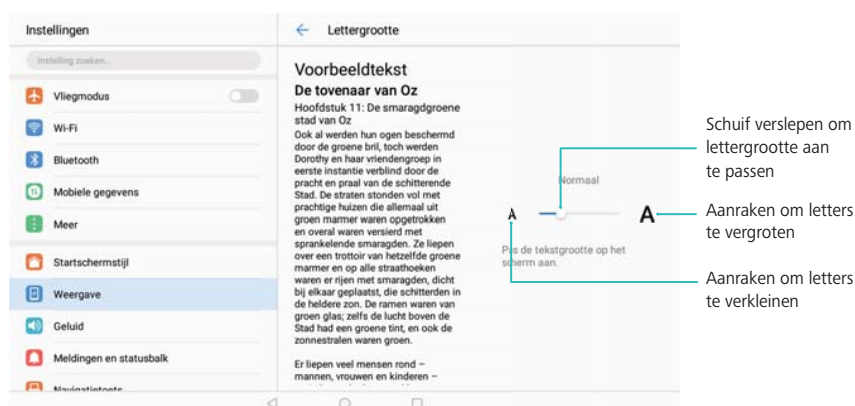 Instellingen
Instelling zoeken...
Vliegmodus
Wi-Fi
Bluetooth
Mobiele gegevens
Meer
Startschermstijl
Weergave
Geluid
Meldingen en statusbalk
Navigatietoets
Lettergrootte
Voorbeeldtekst
De tovenaar van Oz
Hoofdstuk 11: De smaragdgroene
stad van Oz
Ook al werden hun ogen beschermd
door de groene bril, toch werden
Dorothy en haar vriendengroep in
eerste instantie verblind door de
pracht en praal van de schitterende
Stad. De straten stonden vol met
prachtige huizen die allemaal uit
groen marmer waren opgetrokken
en overal waren versierd met
sprankelende smaragden. Ze liepen
over een trottoir van hetzelfde groene
marmer en op alle straathoeken
waren er rijen met smaragden, dicht
bij elkaar geplaatst, die schitterden in
de heldere zon. De ramen waren van
groen glas; zelfs de lucht boven de
Stad had een groene tint, en ook de
zonnestralen waren groen.
Er liepen veel mensen rond –
mannen, vrouwen en kinderen –
Normaal
A A
Pas de tekstgrootte op het
scherm aan.
Schuif verslepen om
lettergrootte aan
te passen
Aanraken om letters
te vergroten
Aanraken om letters
te verkleinen